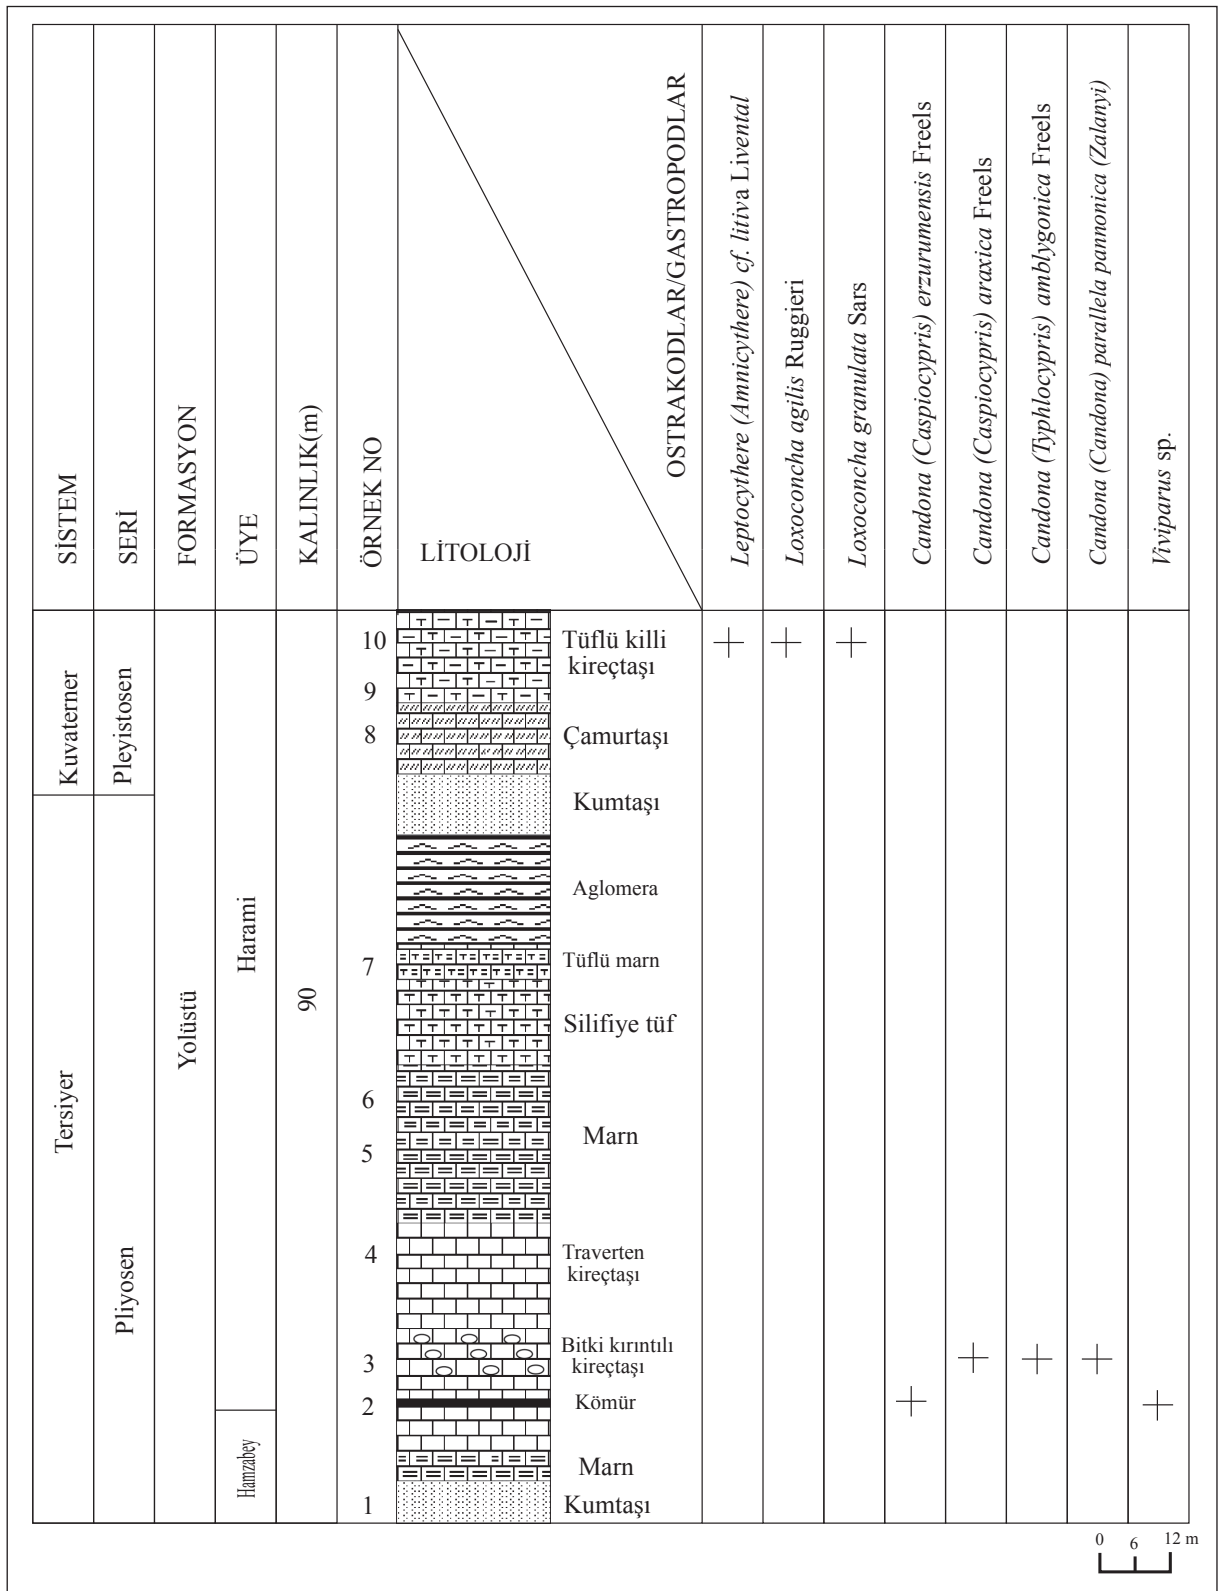 SİSTEM
SERİ
FORMASYON
ÜYE
KALINLIK(m)
ÖRNEK NO
LİTOLOJİ
OSTRAKODLAR/GASTROPODLAR
Leptocythere (Amnicythere) cf. litiva Livental
Loxoconcha agilis Ruggieri
Loxoconcha granulata Sars
Candona (Caspiocypris) erzurumensis Freels
Candona (Caspiocypris) araxica Freels
Candona (Typhlocypris) amblygonica Freels
Candona (Candona) parallela pannonica (Zalanyi)
Viviparus sp.
Kuvaterner
Tersiyer
Pleyistosen
Pliyosen
Yolüstü
Harami
Hamzabey
90
10
9
8
7
6
5
4
3
2
1
Tüflü killi
kireçtaşı
Çamurtaşı
Kumtaşı
Aglomera
Tüflü marn
Silifiye tüf
Marn
Traverten
kireçtaşı
Bitki kırıntılı
kireçtaşı
Kömür
Marn
Kumtaşı
0 6 12 m